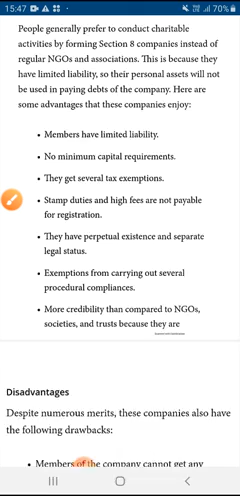 15:47
70%
People generally prefer to conduct charitable
activities by forming Section 8 companies instead of
regular NGOs and associations. This is because they
have limited liability, so their personal assets will not
be used in paying debts of the company. Here are
some advantages that these companies enjoy:
• Members have limited liability.
• No minimum capital requirements.
• They get several tax exemptions.
• Stamp duties and high fees are not payable
for registration.
• They have perpetual existence and separate
legal status.
• Exemptions from carrying out several
procedural compliances.
• More credibility than compared to NGOs,
societies, and trusts because they are
Disadvantages
Despite numerous merits, these companies also have
the following drawbacks:
• Members of the company cannot get any